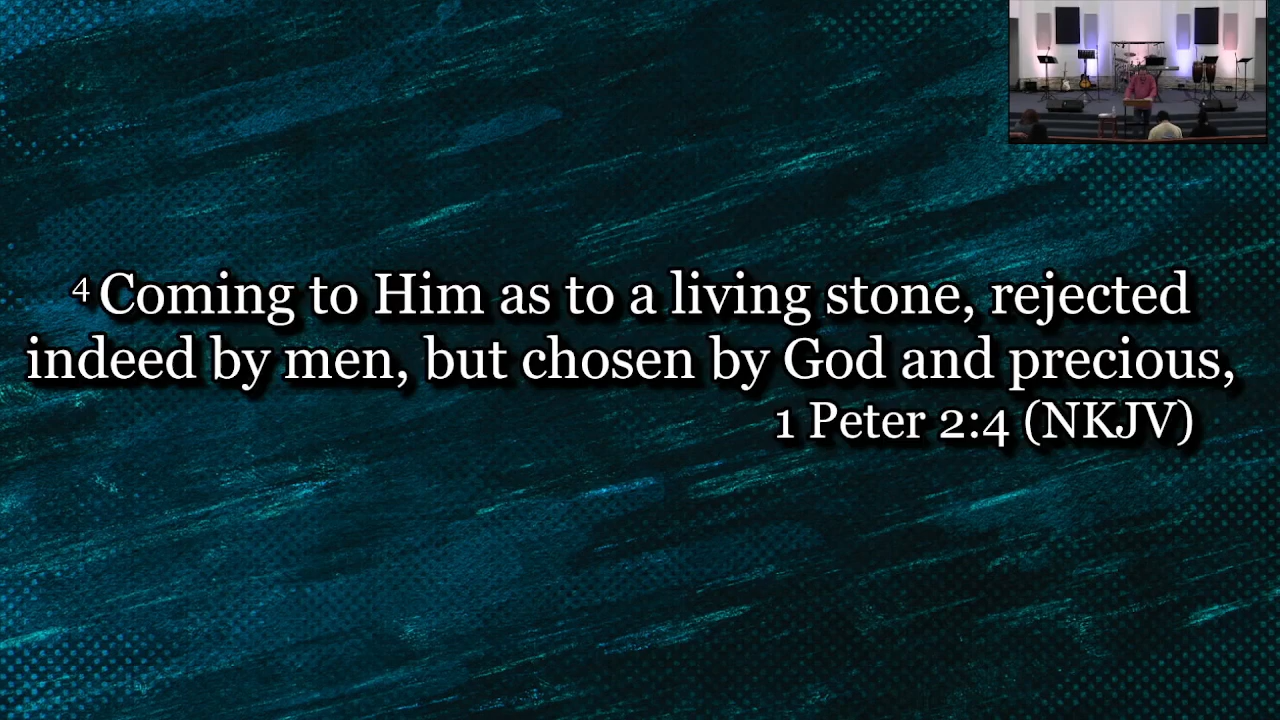 4 Coming to Him as to a living stone, rejected
indeed by men, but chosen by God and precious,
1 Peter 2:4 (NKJV)